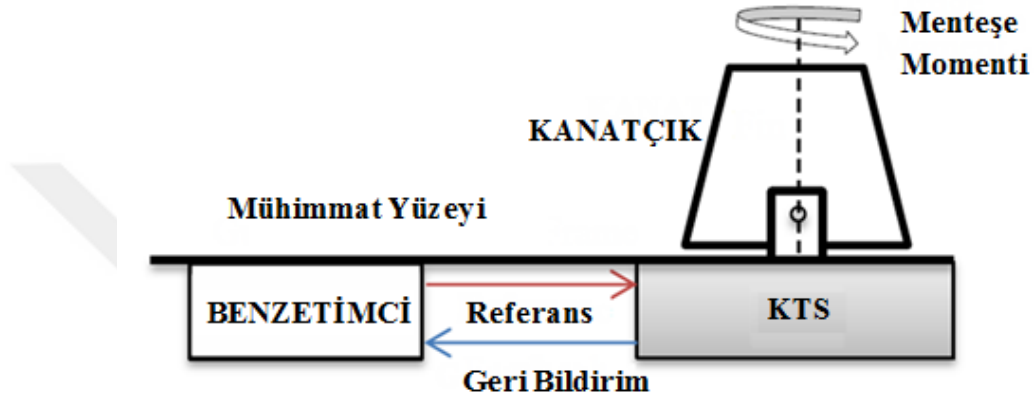 Menteşe
Momenti
KANATÇIK
Mühimmat Yüzeyi
BENZETİMCİ
Referans
KTS
Geri Bildirim